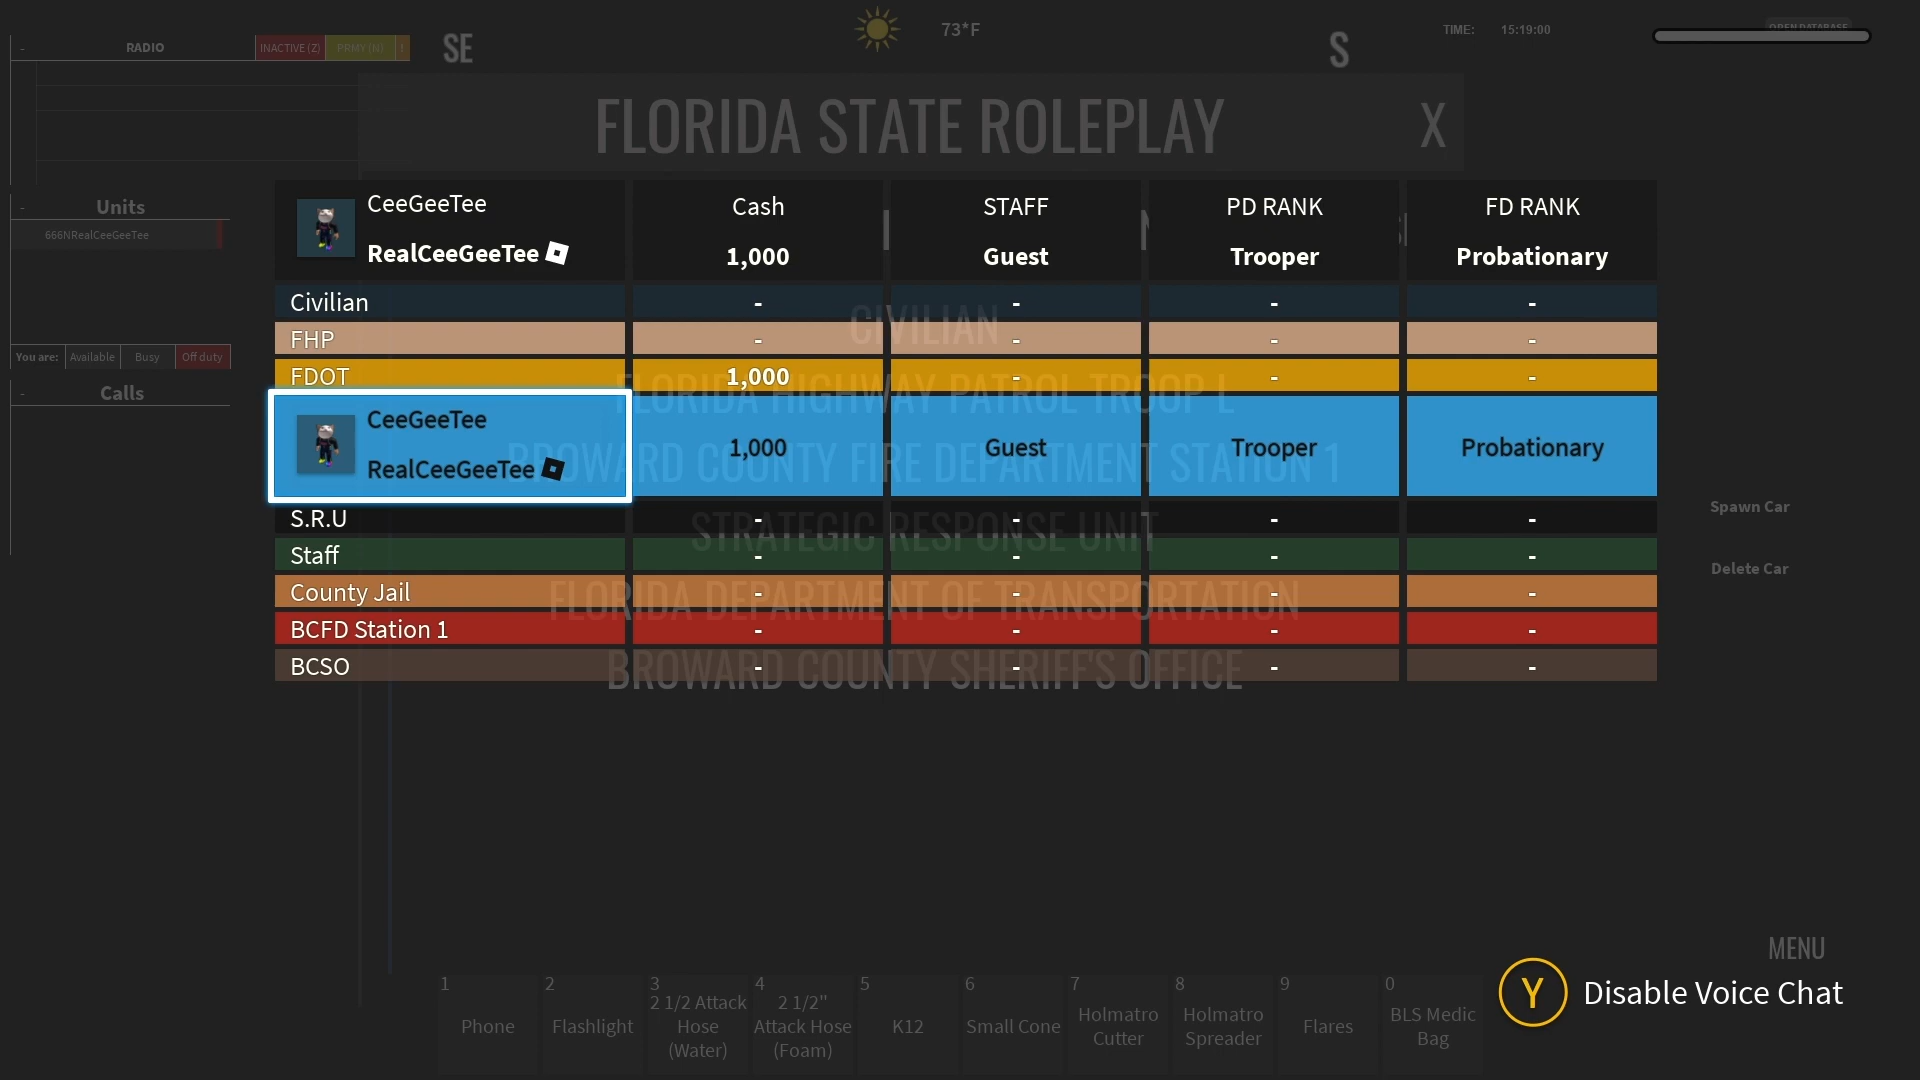 RADIO
INACTIVE (Z)
PRMY (N)
SE
73*F
S
TIME:
15:19:00
OPEN DATABASE
FLORIDA STATE ROLEPLAY
X
Units
666NRealCeeGeeTee
You are:
Available
Busy
Off duty
Calls
CeeGeeTee
RealCeeGeeTee
Cash
1,000
STAFF
Guest
PD RANK
Trooper
FD RANK
Probationary
Civilian
-
-
-
-
CIVILIAN
FHP
-
-
-
-
FDOT
1,000
-
-
-
FLORIDA HIGHWAY PATROL TROOP L
CeeGeeTee
RealCeeGeeTee
1,000
Guest
Trooper
Probationary
BROWARD COUNTY FIRE DEPARTMENT STATION 1
S.R.U
-
-
-
-
STRATEGIC RESPONSE UNIT
Staff
-
-
-
-
County Jail
-
-
-
-
FLORIDA DEPARTMENT OF TRANSPORTATION
BCFD Station 1
-
-
-
-
BCSO
-
-
-
-
BROWARD COUNTY SHERIFF'S OFFICE
Spawn Car
Delete Car
MENU
Y
Disable Voice Chat
1
Phone
2
Flashlight
3
2 1/2 Attack
Hose
(Water)
4
2 1/2"
Attack Hose
(Foam)
5
K12
6
Small Cone
7
Holmatro
Cutter
8
Holmatro
Spreader
9
Flares
0
BLS Medic
Bag